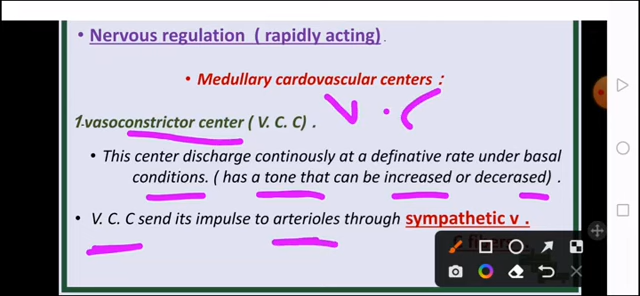 • Nervous regulation ( rapidly acting).
• Medullary cardovascular centers :
V . C
1.vasoconstrictor center ( V. C. C) .
• This center discharge continously at a definative rate under basal
conditions. ( has a tone that can be increased or decerased) .
• V. C. C send its impulse to arterioles through sympathetic v .